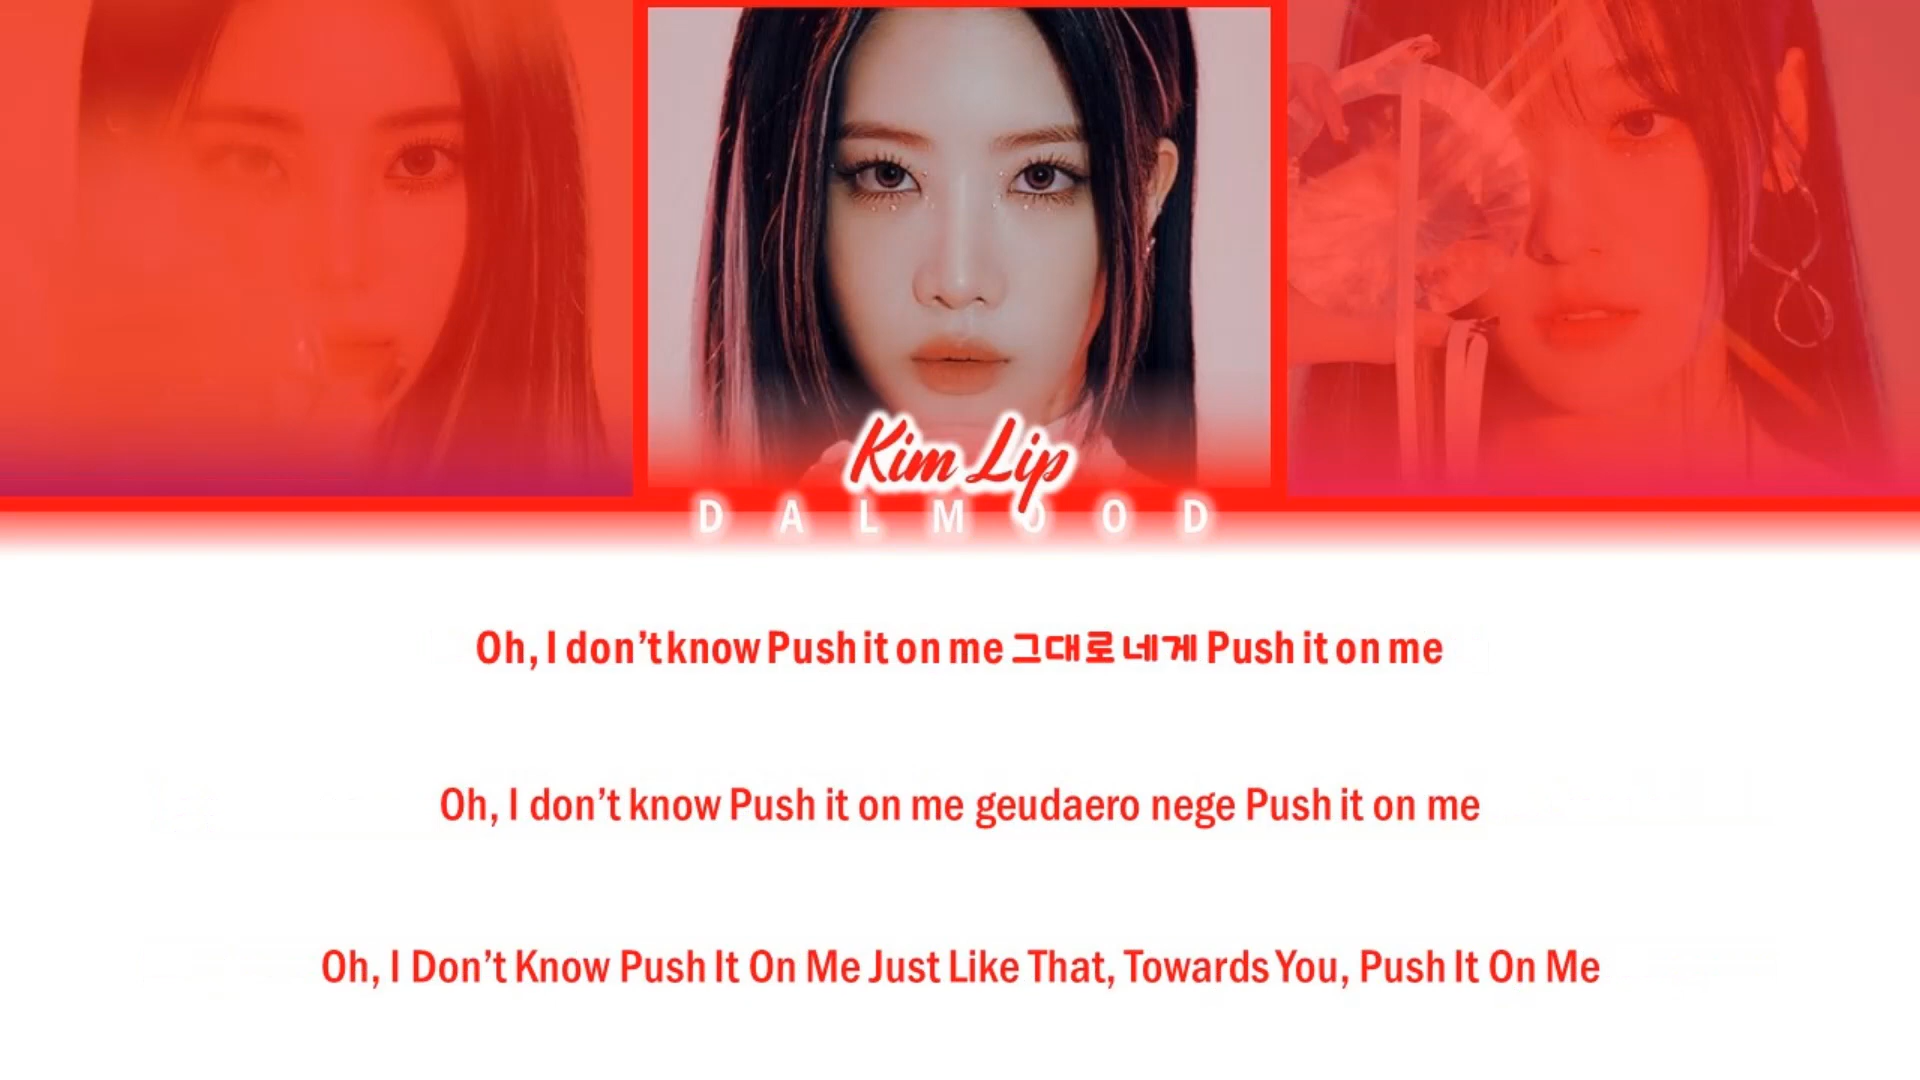 Kim Lip
DALMOOD
Oh, I don't know Push it on me 그대로 네게 Push it on me
Oh, I don't know Push it on me geudaero nege Push it on me
Oh, I Don't Know Push It On Me Just Like That, Towards You, Push It On Me